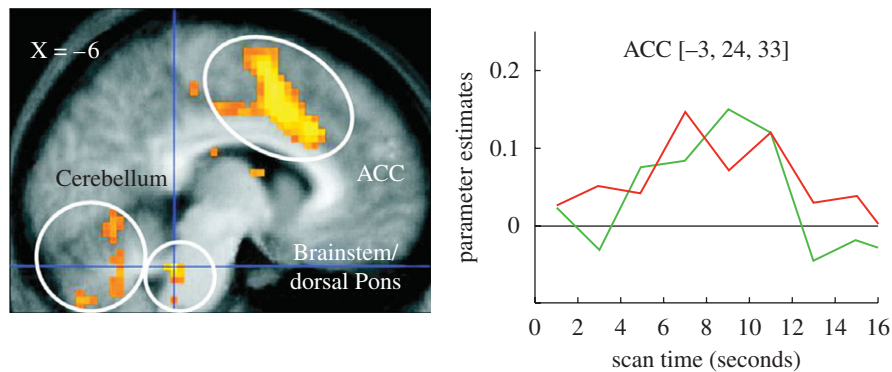 X = −6
Cerebellum
ACC
Brainstem/
dorsal Pons
ACC [−3, 24, 33]
parameter estimates
0.2
0.1
0
0 2 4 6 8 10 12 14 16
scan time (seconds)